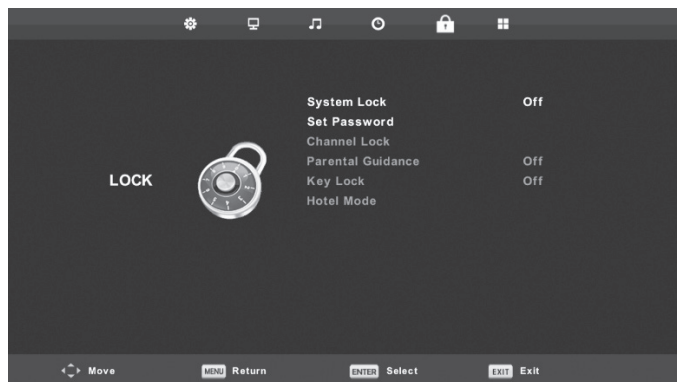 System Lock Off
Set Password
Channel Lock
Parental Guidance Off
LOCK
Key Lock Off
Hotel Mode
Move MENU Return ENTER Select EXIT Exit